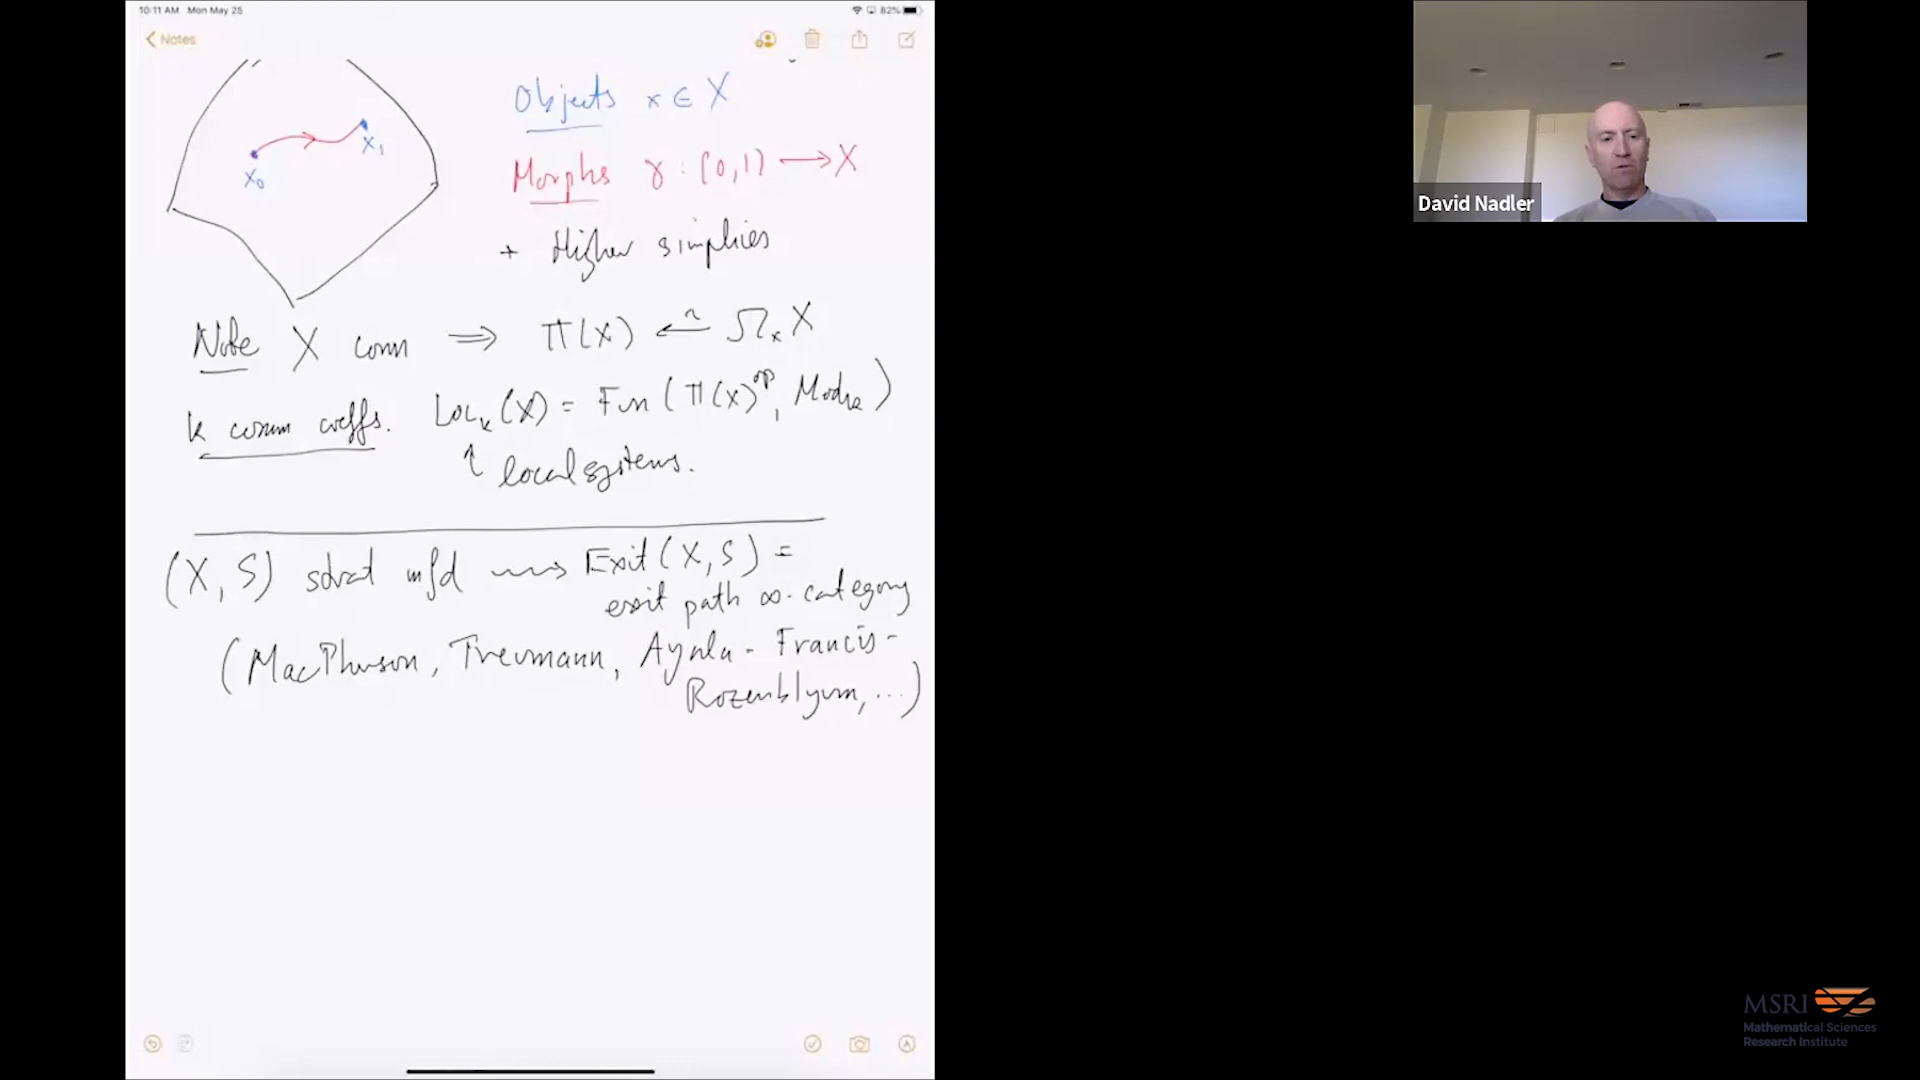 10:11 AM Mon May 25
82%
Notes
Objects x ∈ X
x₀ x₁
Morphs γ : [0,1] ⟶ X
+ Higher simplices
Note X conn ⟹ Π(X) ⟵~ Ωₓ X
k comm coeffs. Locₖ(X) = Fun(Π(X)^op, Modₖ)
↑ local systems.
(X, S) strat mfd ⇝ Exit(X, S) =
exit path ∞-category
(MacPherson, Treumann, Ayala - Francis -
Rozenblyum, ...)
David Nadler
MSRI
Mathematical Sciences
Research Institute